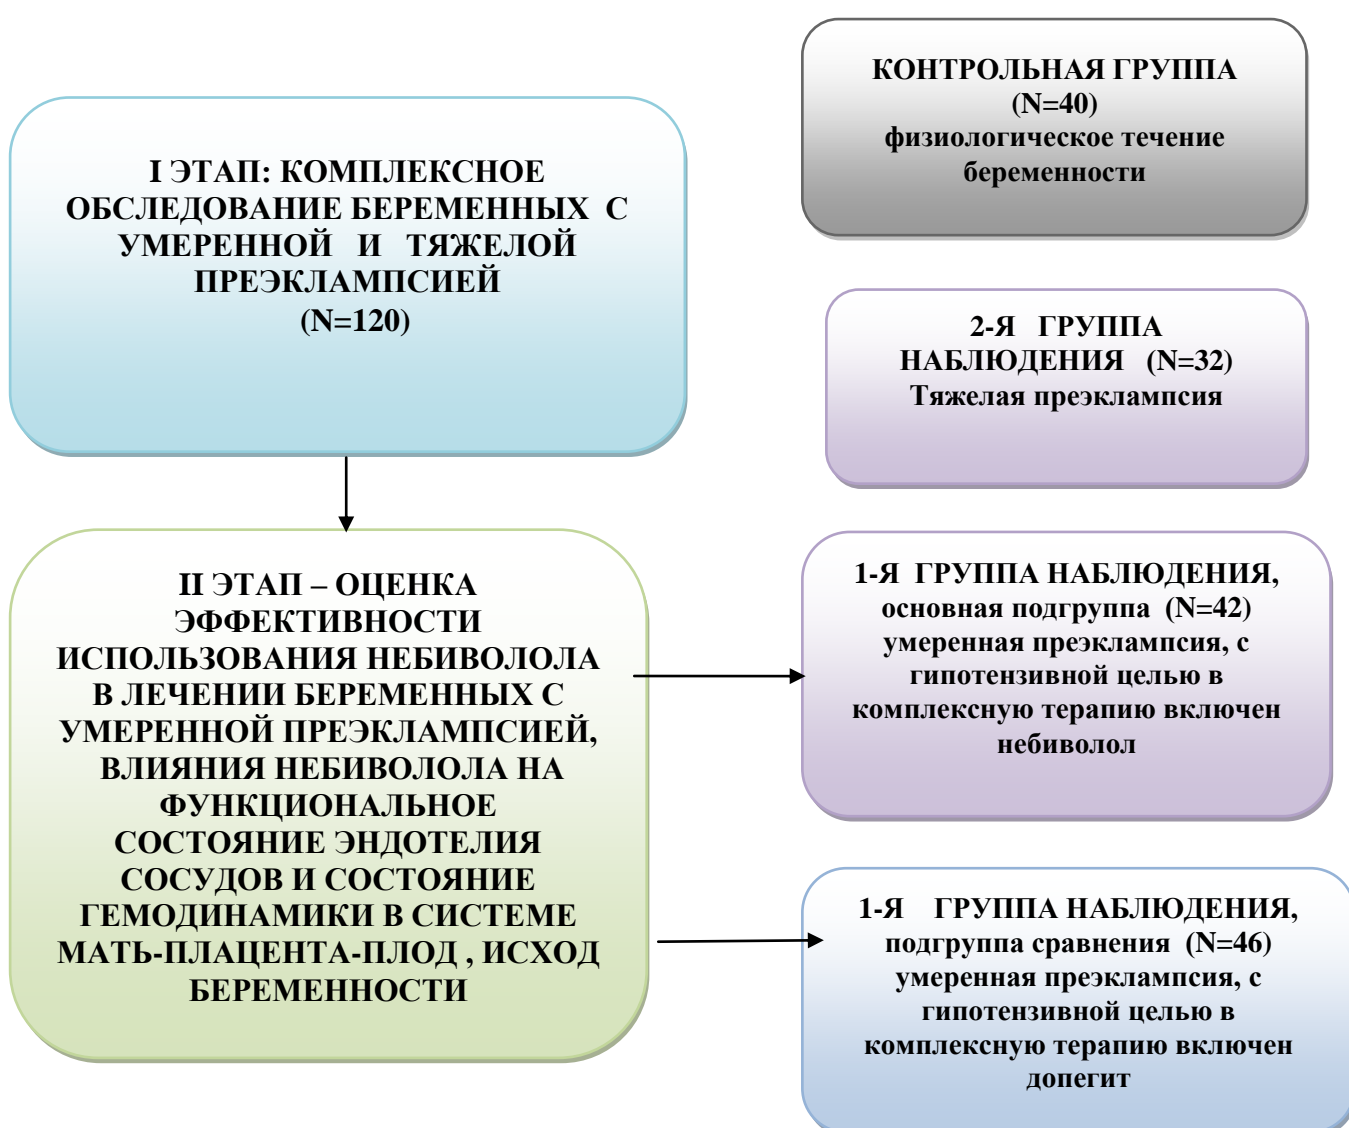 I ЭТАП: КОМПЛЕКСНОЕ
ОБСЛЕДОВАНИЕ БЕРЕМЕННЫХ С
УМЕРЕННОЙ И ТЯЖЕЛОЙ
ПРЕЭКЛАМПСИЕЙ
(N=120)
КОНТРОЛЬНАЯ ГРУППА
(N=40)
физиологическое течение
беременности
2-Я ГРУППА
НАБЛЮДЕНИЯ (N=32)
Тяжелая преэклампсия
II ЭТАП – ОЦЕНКА
ЭФФЕКТИВНОСТИ
ИСПОЛЬЗОВАНИЯ НЕБИВОЛОЛА
В ЛЕЧЕНИИ БЕРЕМЕННЫХ С
УМЕРЕННОЙ ПРЕЭКЛАМПСИЕЙ,
ВЛИЯНИЯ НЕБИВОЛОЛА НА
ФУНКЦИОНАЛЬНОЕ
СОСТОЯНИЕ ЭНДОТЕЛИЯ
СОСУДОВ И СОСТОЯНИЕ
ГЕМОДИНАМИКИ В СИСТЕМЕ
МАТЬ-ПЛАЦЕНТА-ПЛОД , ИСХОД
БЕРЕМЕННОСТИ
1-Я ГРУППА НАБЛЮДЕНИЯ,
основная подгруппа (N=42)
умеренная преэклампсия, с
гипотензивной целью в
комплексную терапию включен
небиволол
1-Я ГРУППА НАБЛЮДЕНИЯ,
подгруппа сравнения (N=46)
умеренная преэклампсия, с
гипотензивной целью в
комплексную терапию включен
допегит